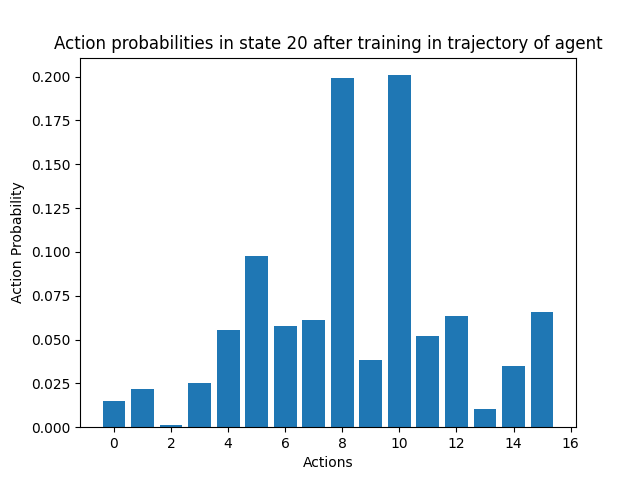 Action probabilities in state 20 after training in trajectory of agent
0.200
0.175
0.150
0.125
0.100
0.075
0.050
0.025
0.000
Action Probability
0 2 4 6 8 10 12 14 16
Actions